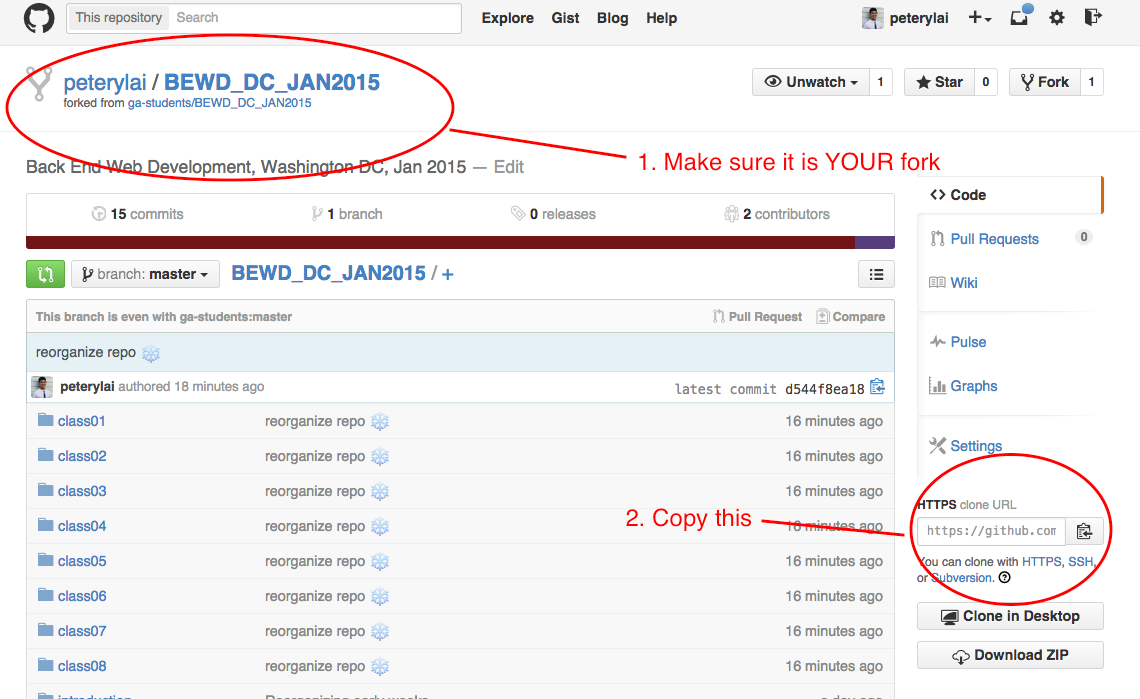 This repository Search Explore Gist Blog Help peterylai
peterylai / BEWD_DC_JAN2015 Unwatch 1 Star 0 Fork 1
forked from ga-students/BEWD_DC_JAN2015
1. Make sure it is YOUR fork
Back End Web Development, Washington DC, Jan 2015 — Edit
15 commits 1 branch 0 releases 2 contributors
branch: master BEWD_DC_JAN2015 / +
This branch is even with ga-students:master Pull Request Compare
reorganize repo
peterylai authored 18 minutes ago latest commit d544f8ea18
class01 reorganize repo 16 minutes ago
class02 reorganize repo 16 minutes ago
class03 reorganize repo 16 minutes ago
class04 reorganize repo 16 minutes ago
class05 reorganize repo 16 minutes ago
class06 reorganize repo 16 minutes ago
class07 reorganize repo 16 minutes ago
class08 reorganize repo 16 minutes ago
introduction Reorganizing early weeks a day ago
Code
Pull Requests 0
Wiki
Pulse
Graphs
Settings
HTTPS clone URL
2. Copy this
https://github.com
You can clone with HTTPS, SSH,
or Subversion.
Clone in Desktop
Download ZIP